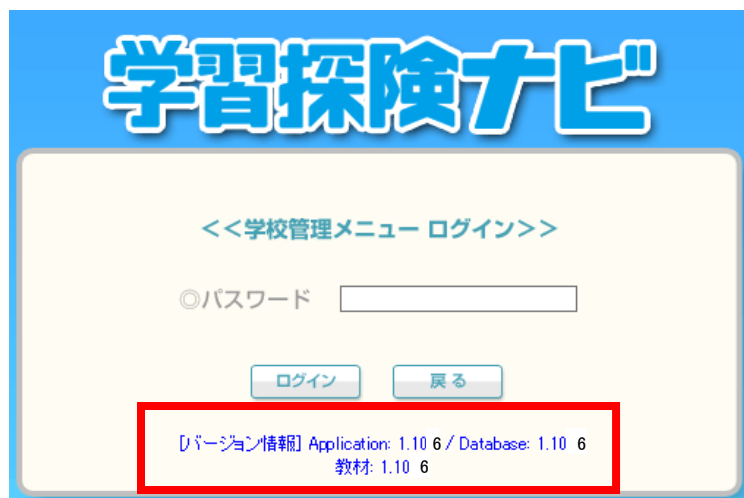 学習探険ナビ
<<学校管理メニュー ログイン>>
◎パスワード
ログイン 戻る
[バージョン情報] Application: 1.10 6 / Database: 1.10 6
教材: 1.10 6